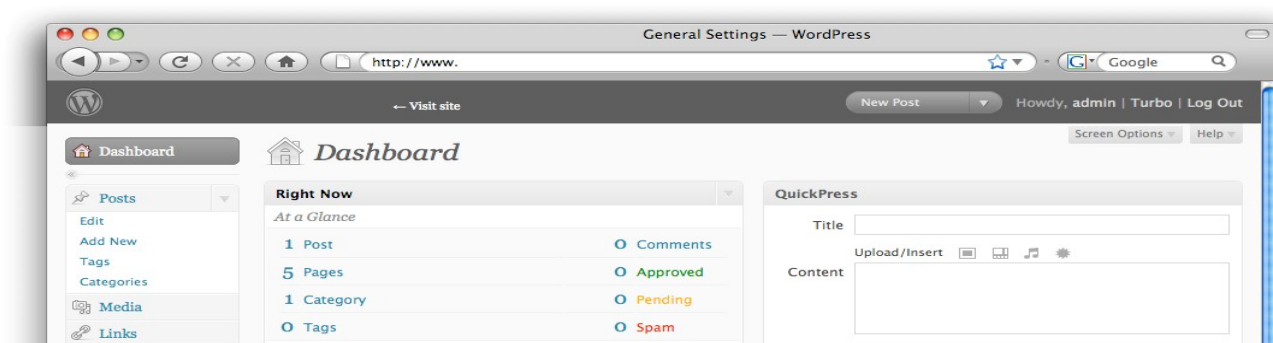 General Settings — WordPress
http://www.
Google
← Visit site
New Post
Howdy, admin | Turbo | Log Out
Screen Options
Help
Dashboard
Dashboard
Posts
Edit
Add New
Tags
Categories
Media
Links
Right Now
At a Glance
1 Post
0 Comments
5 Pages
0 Approved
1 Category
0 Pending
0 Tags
0 Spam
QuickPress
Title
Upload/Insert
Content